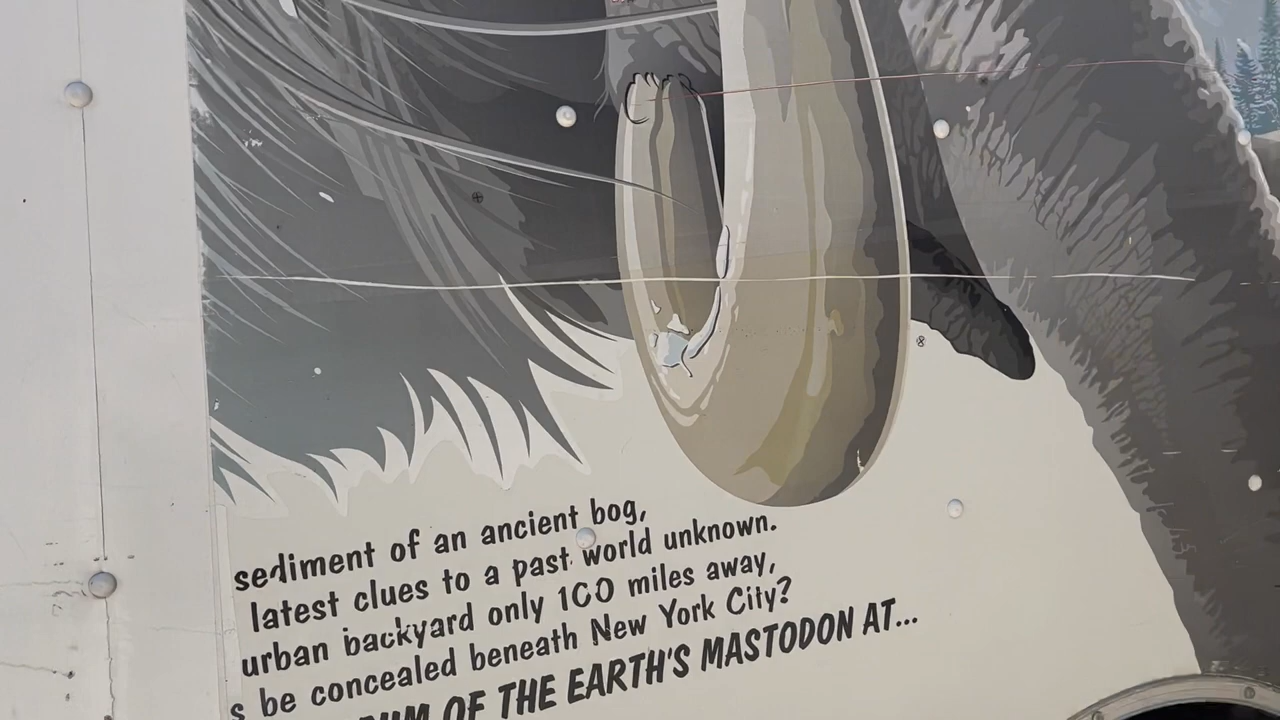 sediment of an ancient bog,
latest clues to a past world unknown.
urban backyard only 100 miles away,
s be concealed beneath New York City?
UM OF THE EARTH'S MASTODON AT...